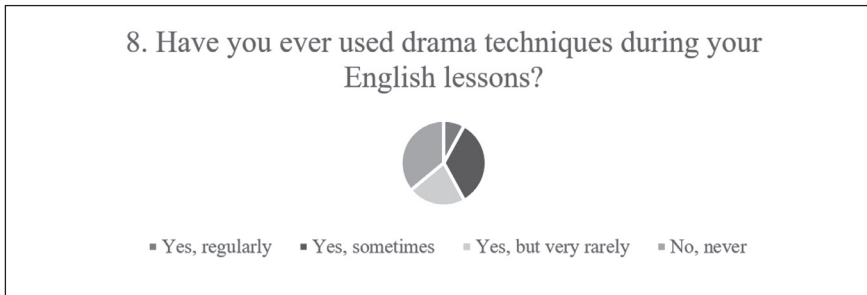 8. Have you ever used drama techniques during your
English lessons?
Yes, regularly Yes, sometimes Yes, but very rarely No, never